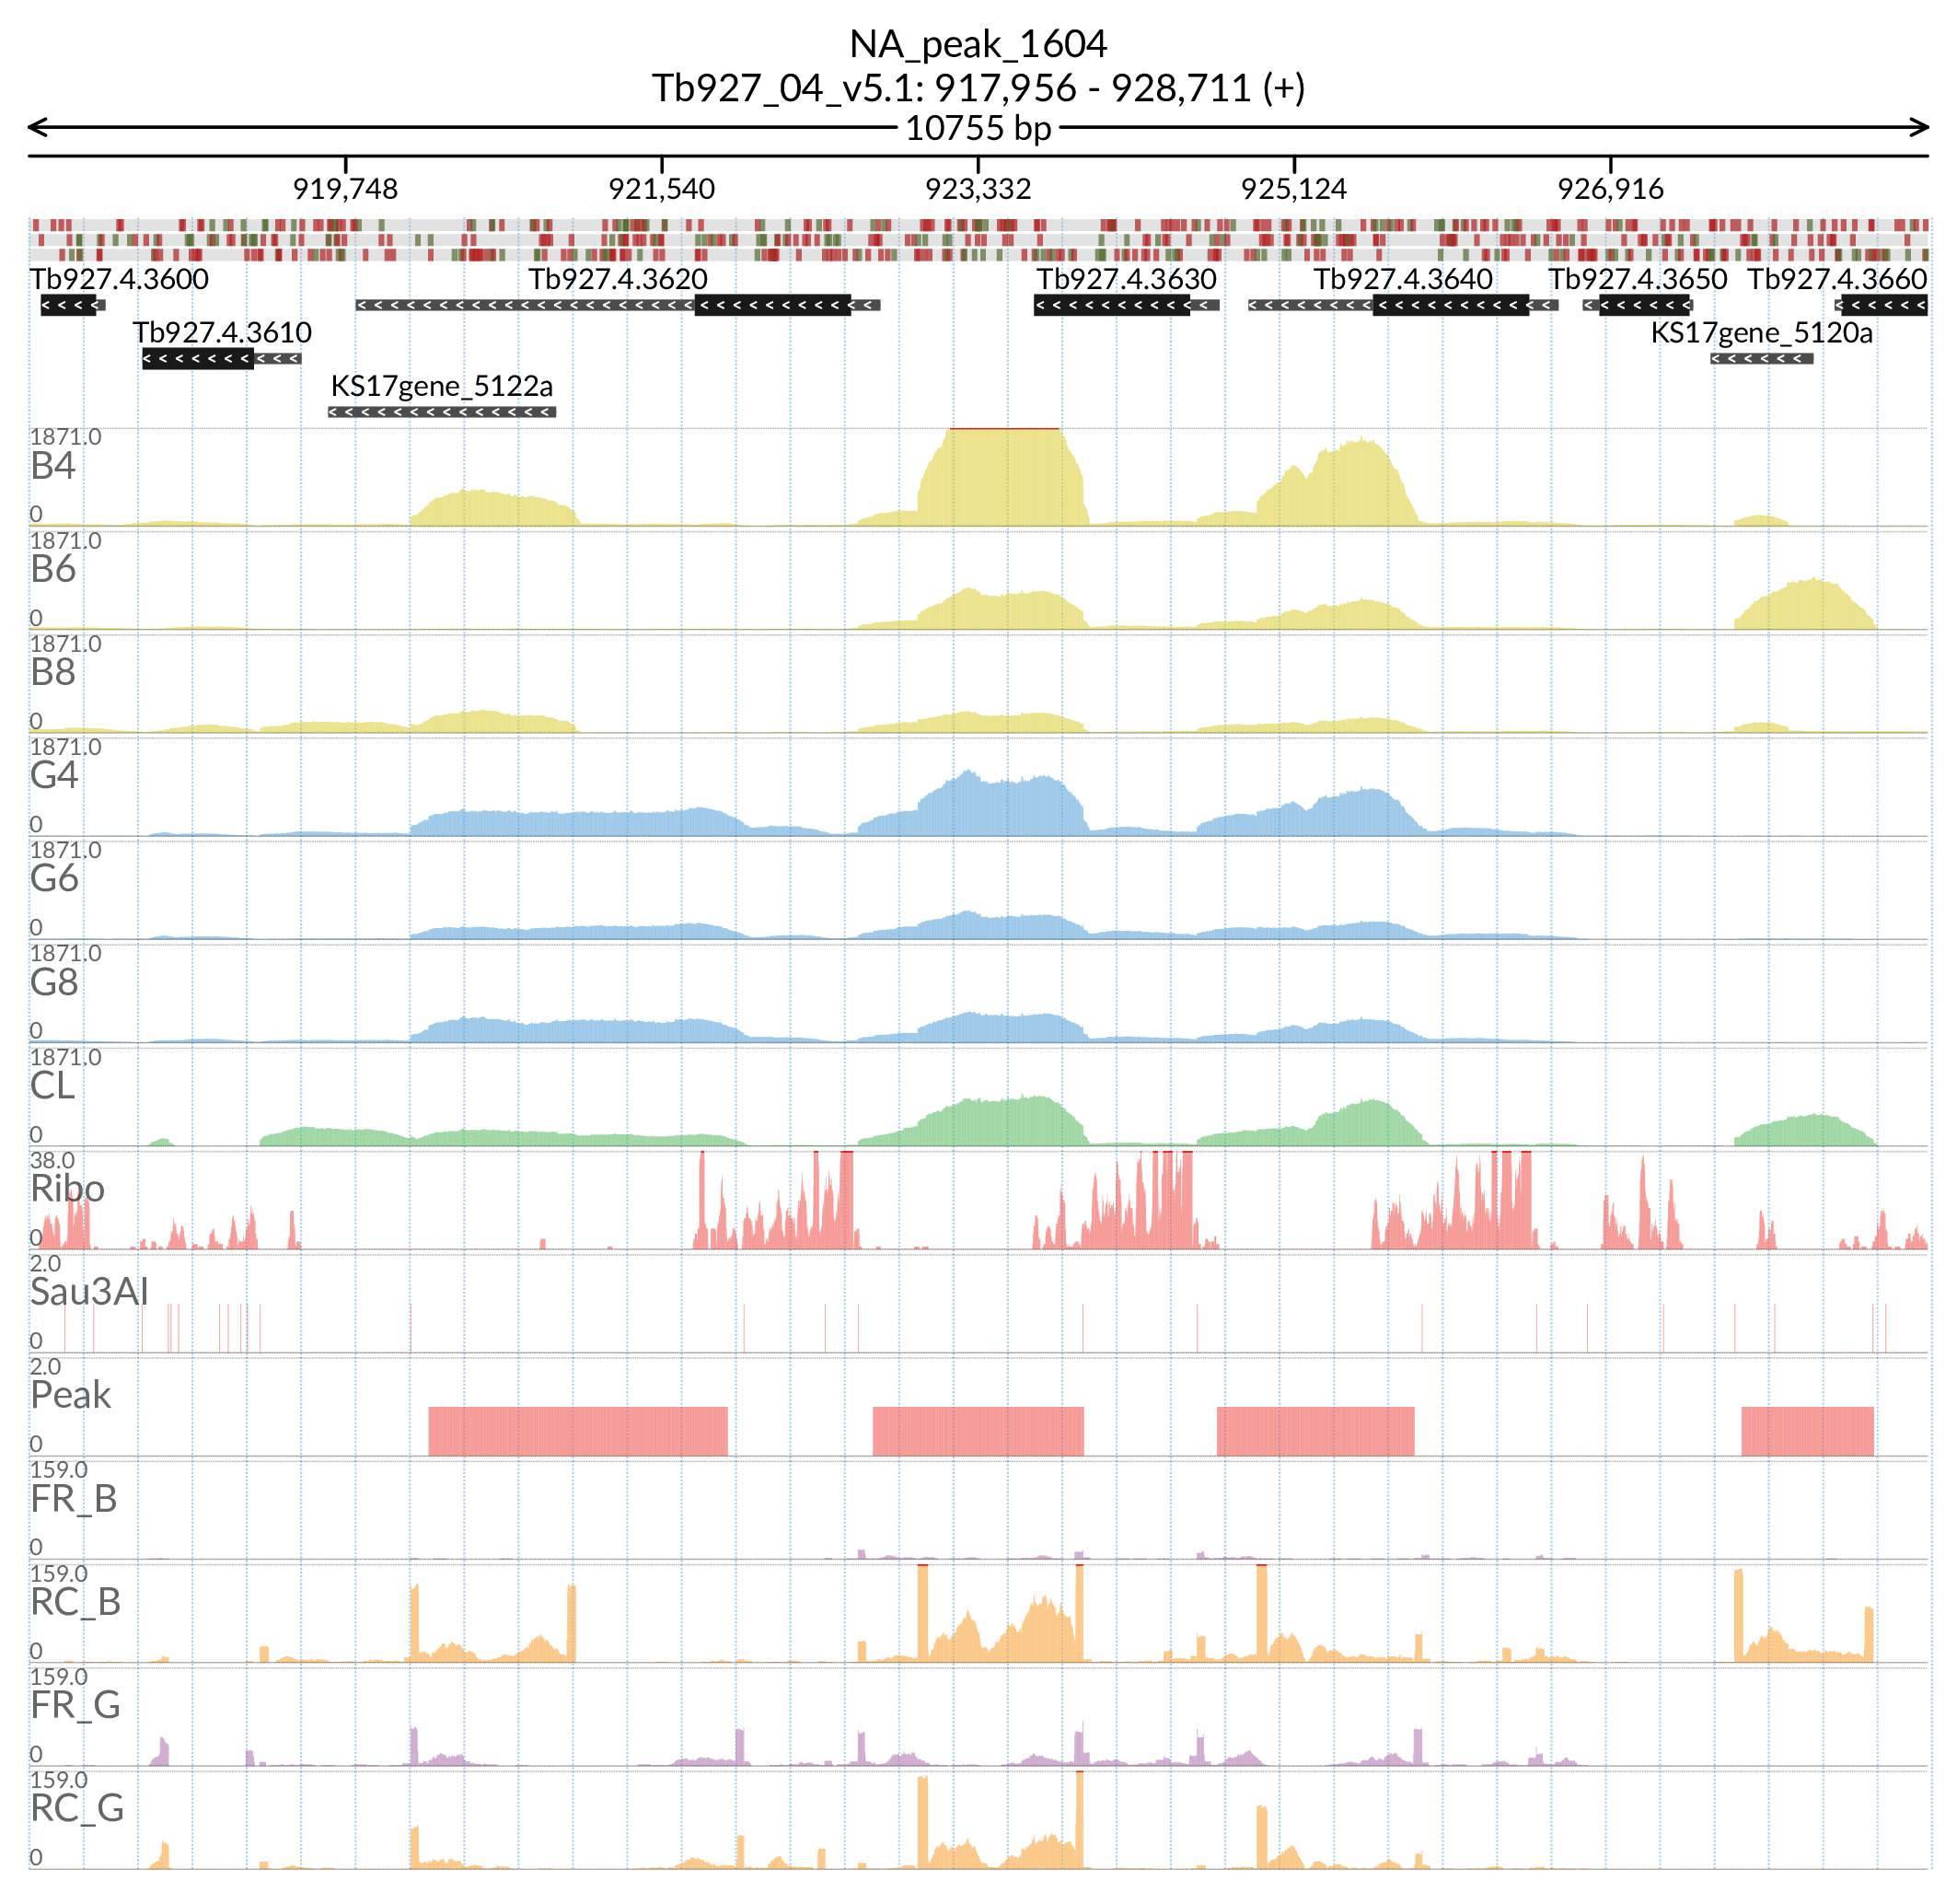 NA_peak_1604
Tb927_04_v5.1: 917,956 - 928,711 (+)
10755 bp
919,748 921,540 923,332 925,124 926,916
Tb927.4.3600 Tb927.4.3620 Tb927.4.3630 Tb927.4.3640 Tb927.4.3650 Tb927.4.3660
Tb927.4.3610 KS17gene_5120a
KS17gene_5122a
1871.0
B4
0
1871.0
B6
0
1871.0
B8
0
1871.0
G4
0
1871.0
G6
0
1871.0
G8
0
1871.0
CL
0
38.0
Ribo
0
2.0
Sau3AI
0
2.0
Peak
0
159.0
FR_B
0
159.0
RC_B
0
159.0
FR_G
0
159.0
RC_G
0